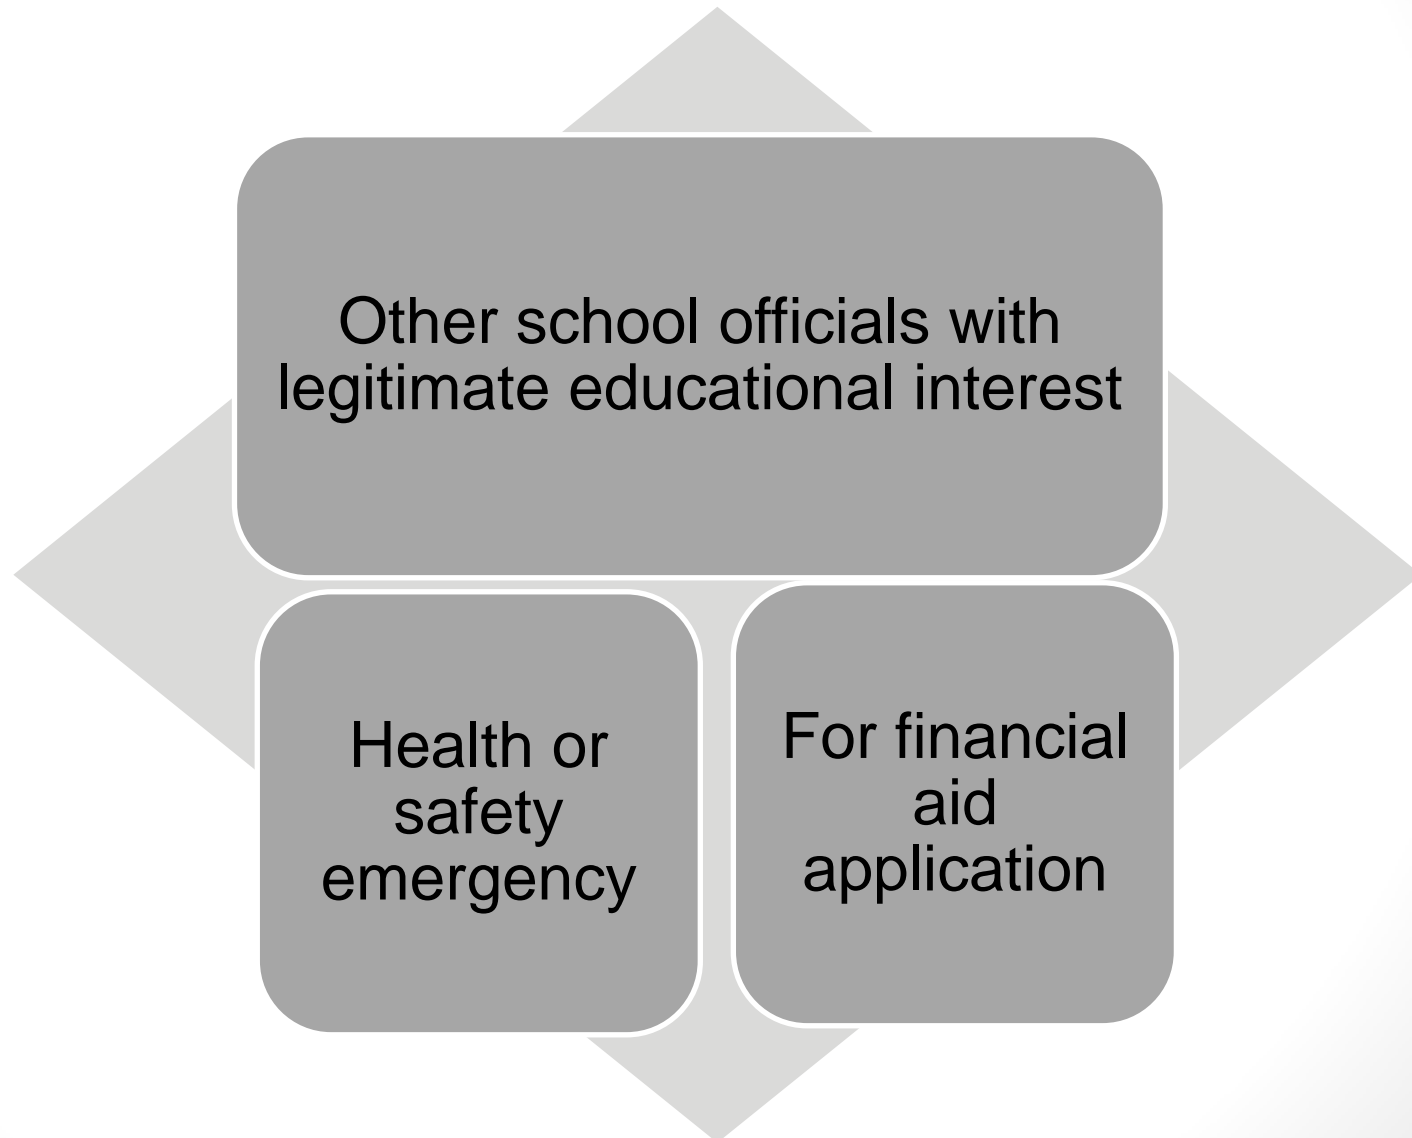 Other school officials with
legitimate educational interest
Health or
safety
emergency
For financial
aid
application